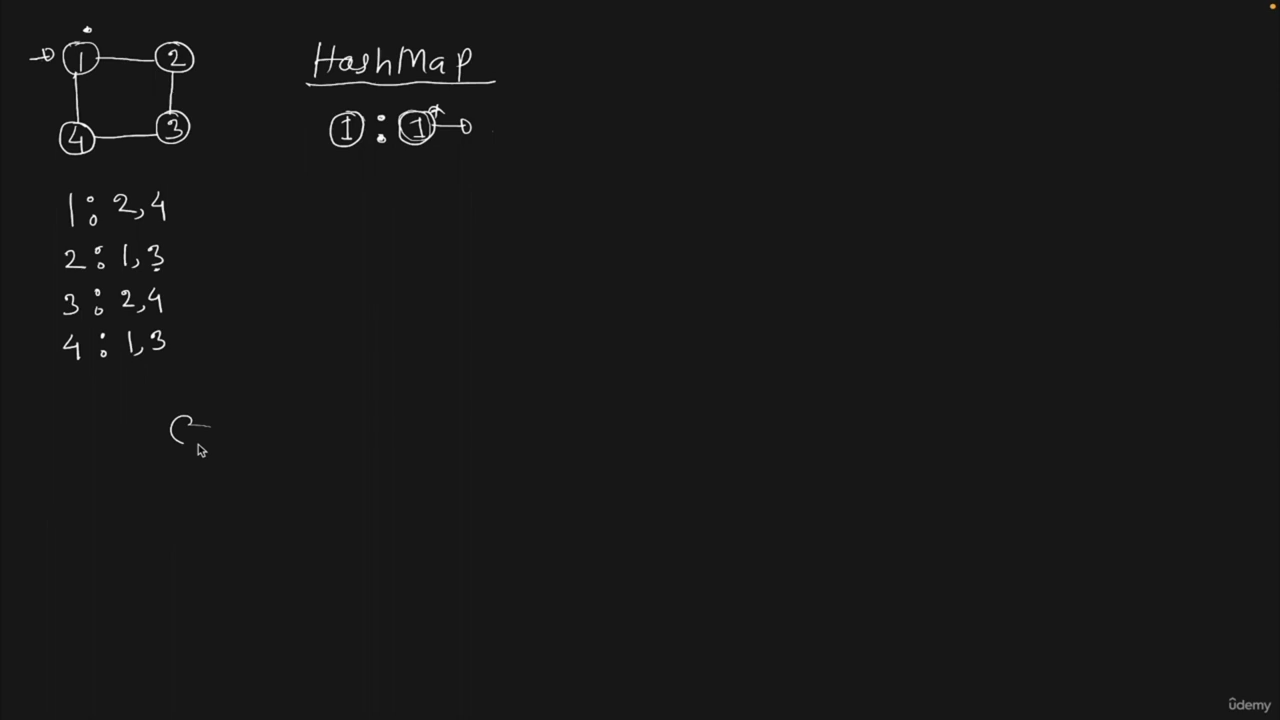 1 2
4 3
HashMap
1 : 1
1 : 2,4
2 : 1,3
3 : 2,4
4 : 1,3
ûdemy